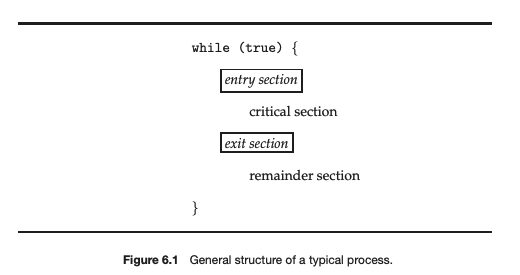 while (true) {
entry section
critical section
exit section
remainder section
}
Figure 6.1 General structure of a typical process.